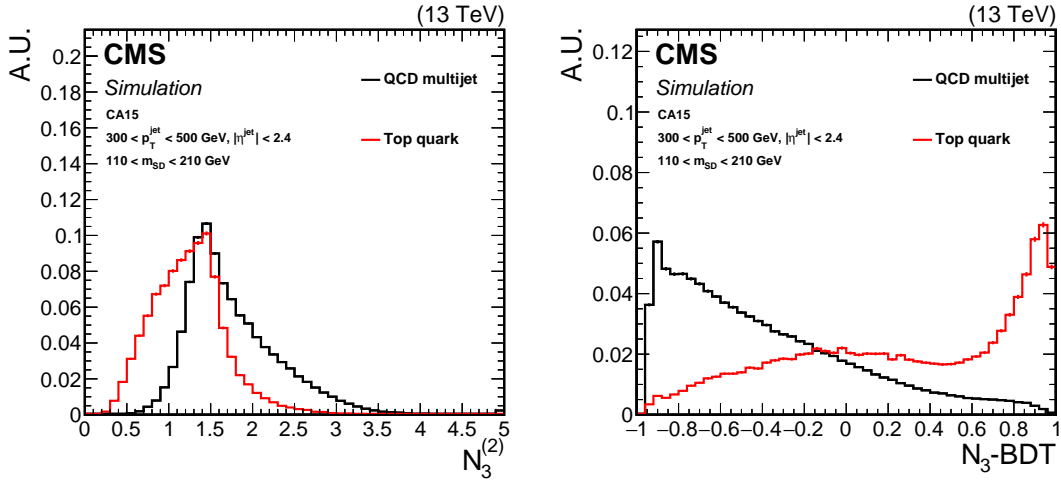 (13 TeV)
A.U.
0.2
0.18
0.16
0.14
0.12
0.1
0.08
0.06
0.04
0.02
0
CMS
Simulation
CA15
300 < p_T^jet < 500 GeV, |η^jet| < 2.4
110 < m_SD < 210 GeV
QCD multijet
Top quark
0 0.5 1 1.5 2 2.5 3 3.5 4 4.5 5
N_3^(2)
(13 TeV)
A.U.
0.12
0.1
0.08
0.06
0.04
0.02
0
CMS
Simulation
CA15
300 < p_T^jet < 500 GeV, |η^jet| < 2.4
110 < m_SD < 210 GeV
QCD multijet
Top quark
−1 −0.8 −0.6 −0.4 −0.2 0 0.2 0.4 0.6 0.8 1
N_3-BDT